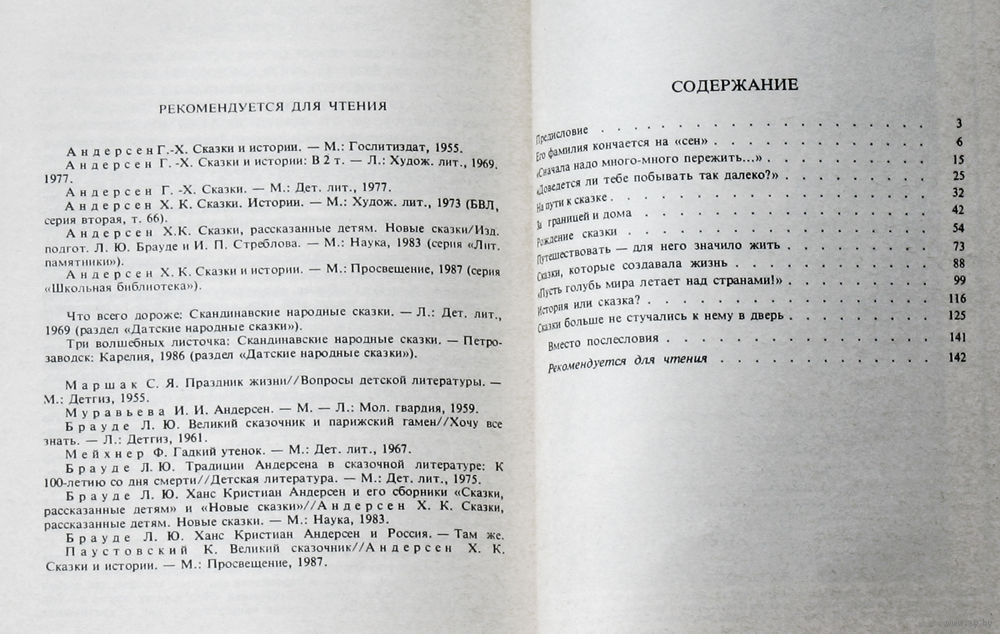 РЕКОМЕНДУЕТСЯ ДЛЯ ЧТЕНИЯ
Андерсен Г.-Х. Сказки и истории. — М.: Гослитиздат, 1955.
Андерсен Г.-Х. Сказки и истории: В 2 т. — Л.: Худож. лит., 1969.
1977.
Андерсен Г.-Х. Сказки. — М.: Дет. лит., 1977.
Андерсен Х. К. Сказки. Истории. — М.: Худож. лит., 1973 (БВЛ,
серия вторая, т. 66).
Андерсен Х.К. Сказки, рассказанные детям. Новые сказки/Изд.
подгот. Л. Ю. Брауде и И. П. Стреблова. — М.: Наука, 1983 (серия «Лит.
памятники»).
Андерсен Х.К. Сказки и истории. — М.: Просвещение, 1987 (серия
«Школьная библиотека»).
Что всего дороже: Скандинавские народные сказки. — Л.: Дет. лит.,
1969 (раздел «Датские народные сказки»).
Три волшебных листочка: Скандинавские народные сказки. — Петро-
заводск: Карелия, 1986 (раздел «Датские народные сказки»).
Маршак С. Я. Праздник жизни//Вопросы детской литературы. —
М.: Детгиз, 1955.
Муравьева И. И. Андерсен. — М. — Л.: Мол. гвардия, 1959.
Брауде Л. Ю. Великий сказочник и парижский гамен//Хочу все
знать. — Л.: Детгиз, 1961.
Мейхнер Ф. Гадкий утенок. — М.: Дет. лит., 1967.
Брауде Л. Ю. Традиции Андерсена в сказочной литературе: К
100-летию со дня смерти//Детская литература. — М.: Дет. лит., 1975.
Брауде Л. Ю. Ханс Кристиан Андерсен и его сборники «Сказки,
рассказанные детям» и «Новые сказки»//Андерсен Х. К. Сказки,
рассказанные детям. Новые сказки. — М.: Наука, 1983.
Брауде Л. Ю. Ханс Кристиан Андерсен и Россия. — Там же.
Паустовский К. Великий сказочник//Андерсен Х. К.
Сказки и истории. — М.: Просвещение, 1987.
СОДЕРЖАНИЕ
Предисловие . . . . . . . . . . 3
Его фамилия кончается на «сен» . . . . . . . . . . 6
«Сначала надо много-много пережить...» . . . . . . . . . . 15
«Доведется ли тебе побывать так далеко?» . . . . . . . . . . 25
На пути к сказке . . . . . . . . . . 32
За границей и дома . . . . . . . . . . 42
Рождение сказки . . . . . . . . . . 54
Путешествовать — для него значило жить . . . . . . . . . . 73
Сказки, которые создавала жизнь . . . . . . . . . . 88
«Пусть голубь мира летает над странами!» . . . . . . . . . . 99
История или сказка? . . . . . . . . . . 116
Сказки больше не стучались к нему в дверь . . . . . . . . . . 125
Вместо послесловия . . . . . . . . . . 141
Рекомендуется для чтения . . . . . . . . . . 142